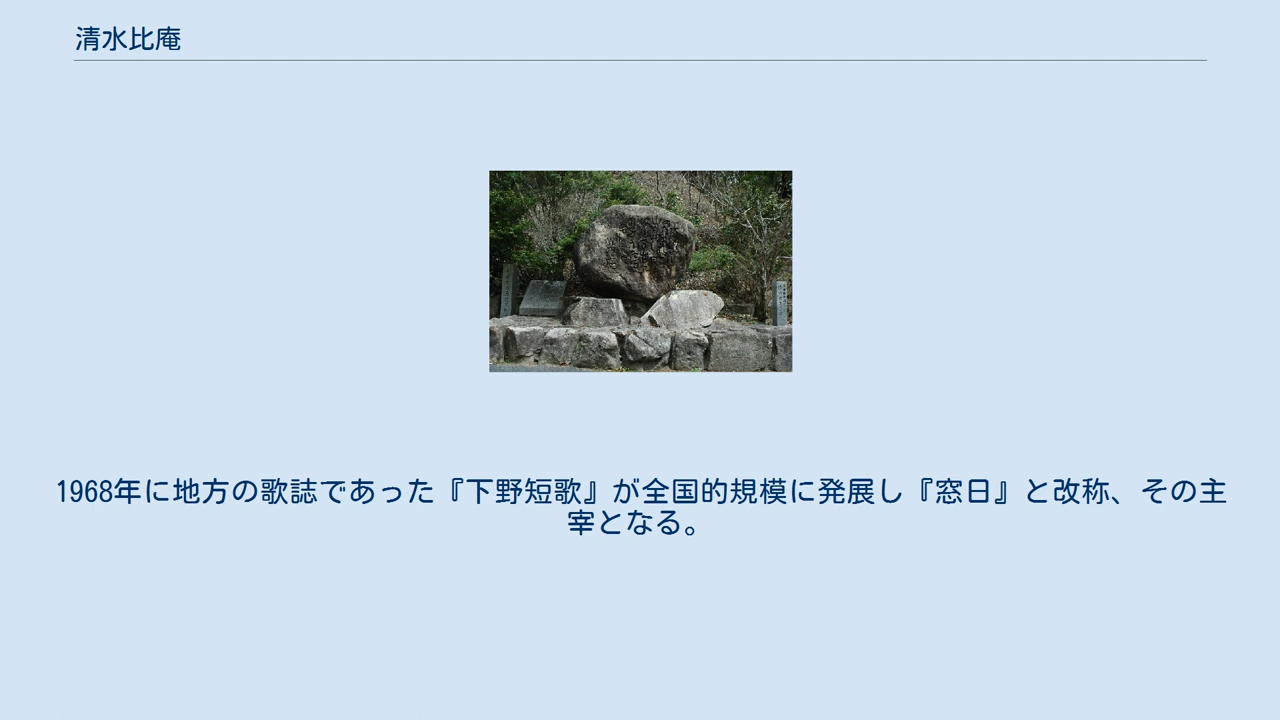 清水比庵
1968年に地方の歌誌であった『下野短歌』が全国的規模に発展し『窓日』と改称、その主
宰となる。